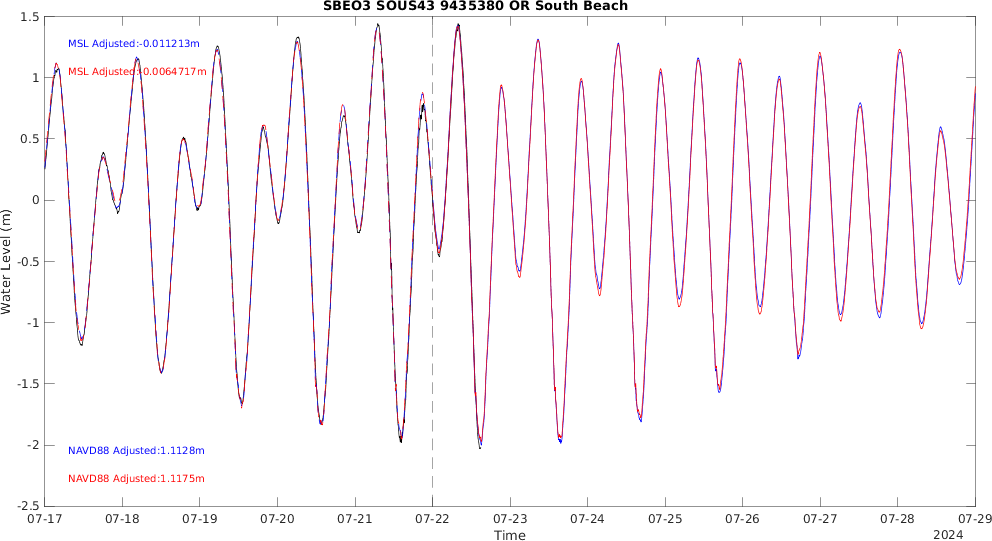 SBEO3 SOUS43 9435380 OR South Beach
MSL Adjusted:-0.011213m
MSL Adjusted:-0.0064717m
NAVD88 Adjusted:1.1128m
NAVD88 Adjusted:1.1175m
Water Level (m)
1.5
1
0.5
0
-0.5
-1
-1.5
-2
-2.5
07-17 07-18 07-19 07-20 07-21 07-22 07-23 07-24 07-25 07-26 07-27 07-28 07-29
Time
2024